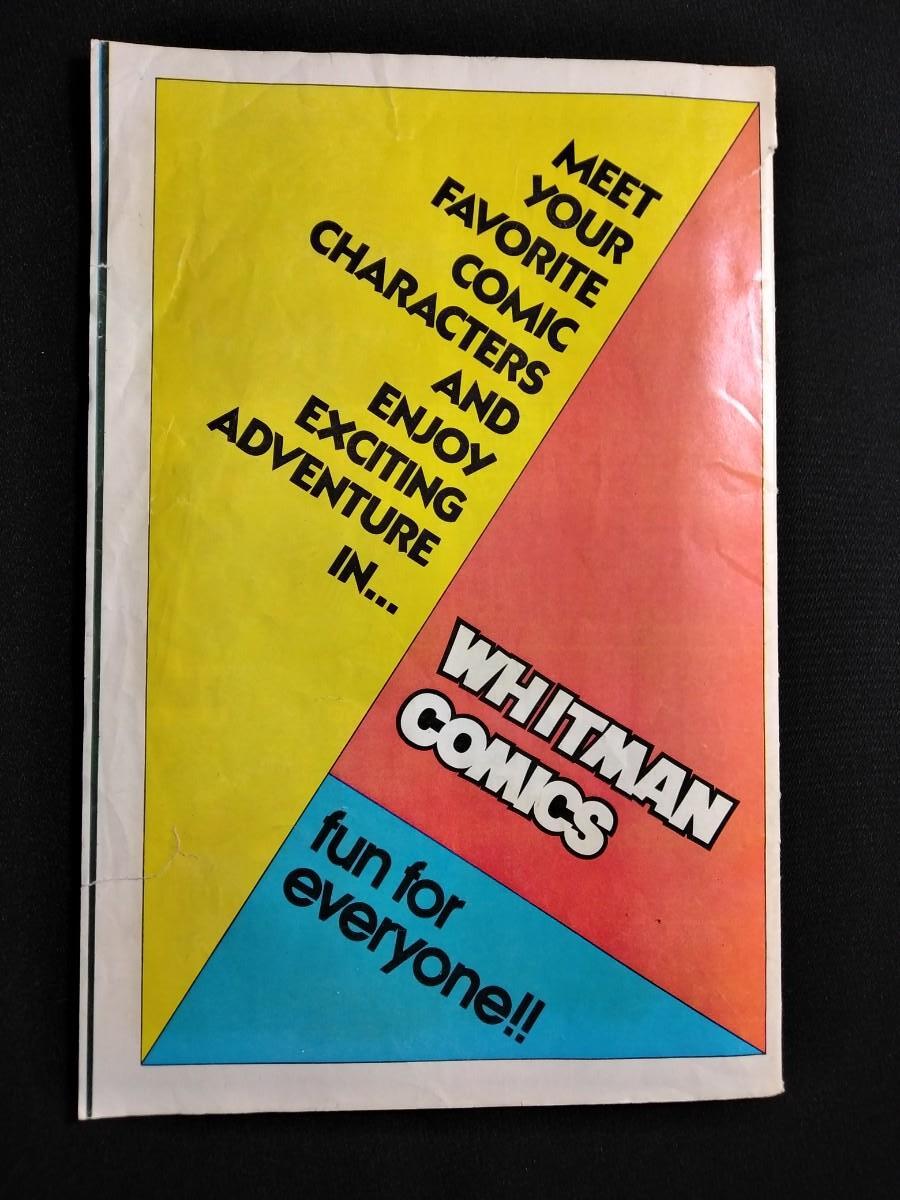 MEET
YOUR
FAVORITE
COMIC
CHARACTERS
AND
ENJOY
EXCITING
ADVENTURE
IN...
WHITMAN
COMICS
fun for
everyone!!